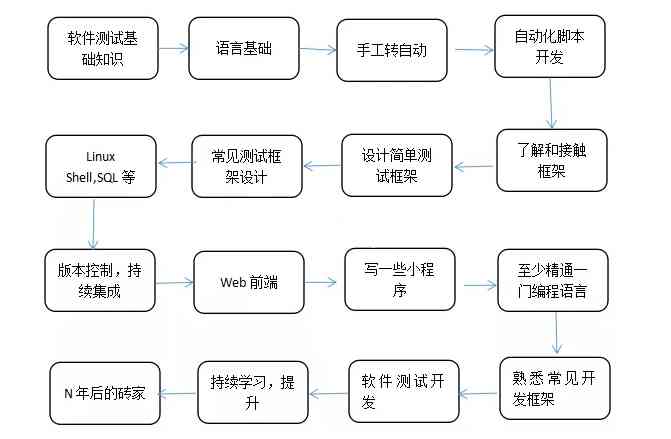 软件测试基
础知识
语言基础
手工转自动
自动化脚本
开发
了解和接触
框架
设计简单测
试框架
常见测试框
架设计
Linux
Shell,SQL 等
版本控制，持
续集成
Web 前端
写一些小程
序
至少精通一
门编程语言
熟悉常见开
发框架
软件测试开
发
持续学习，提
升
N 年后的砖家